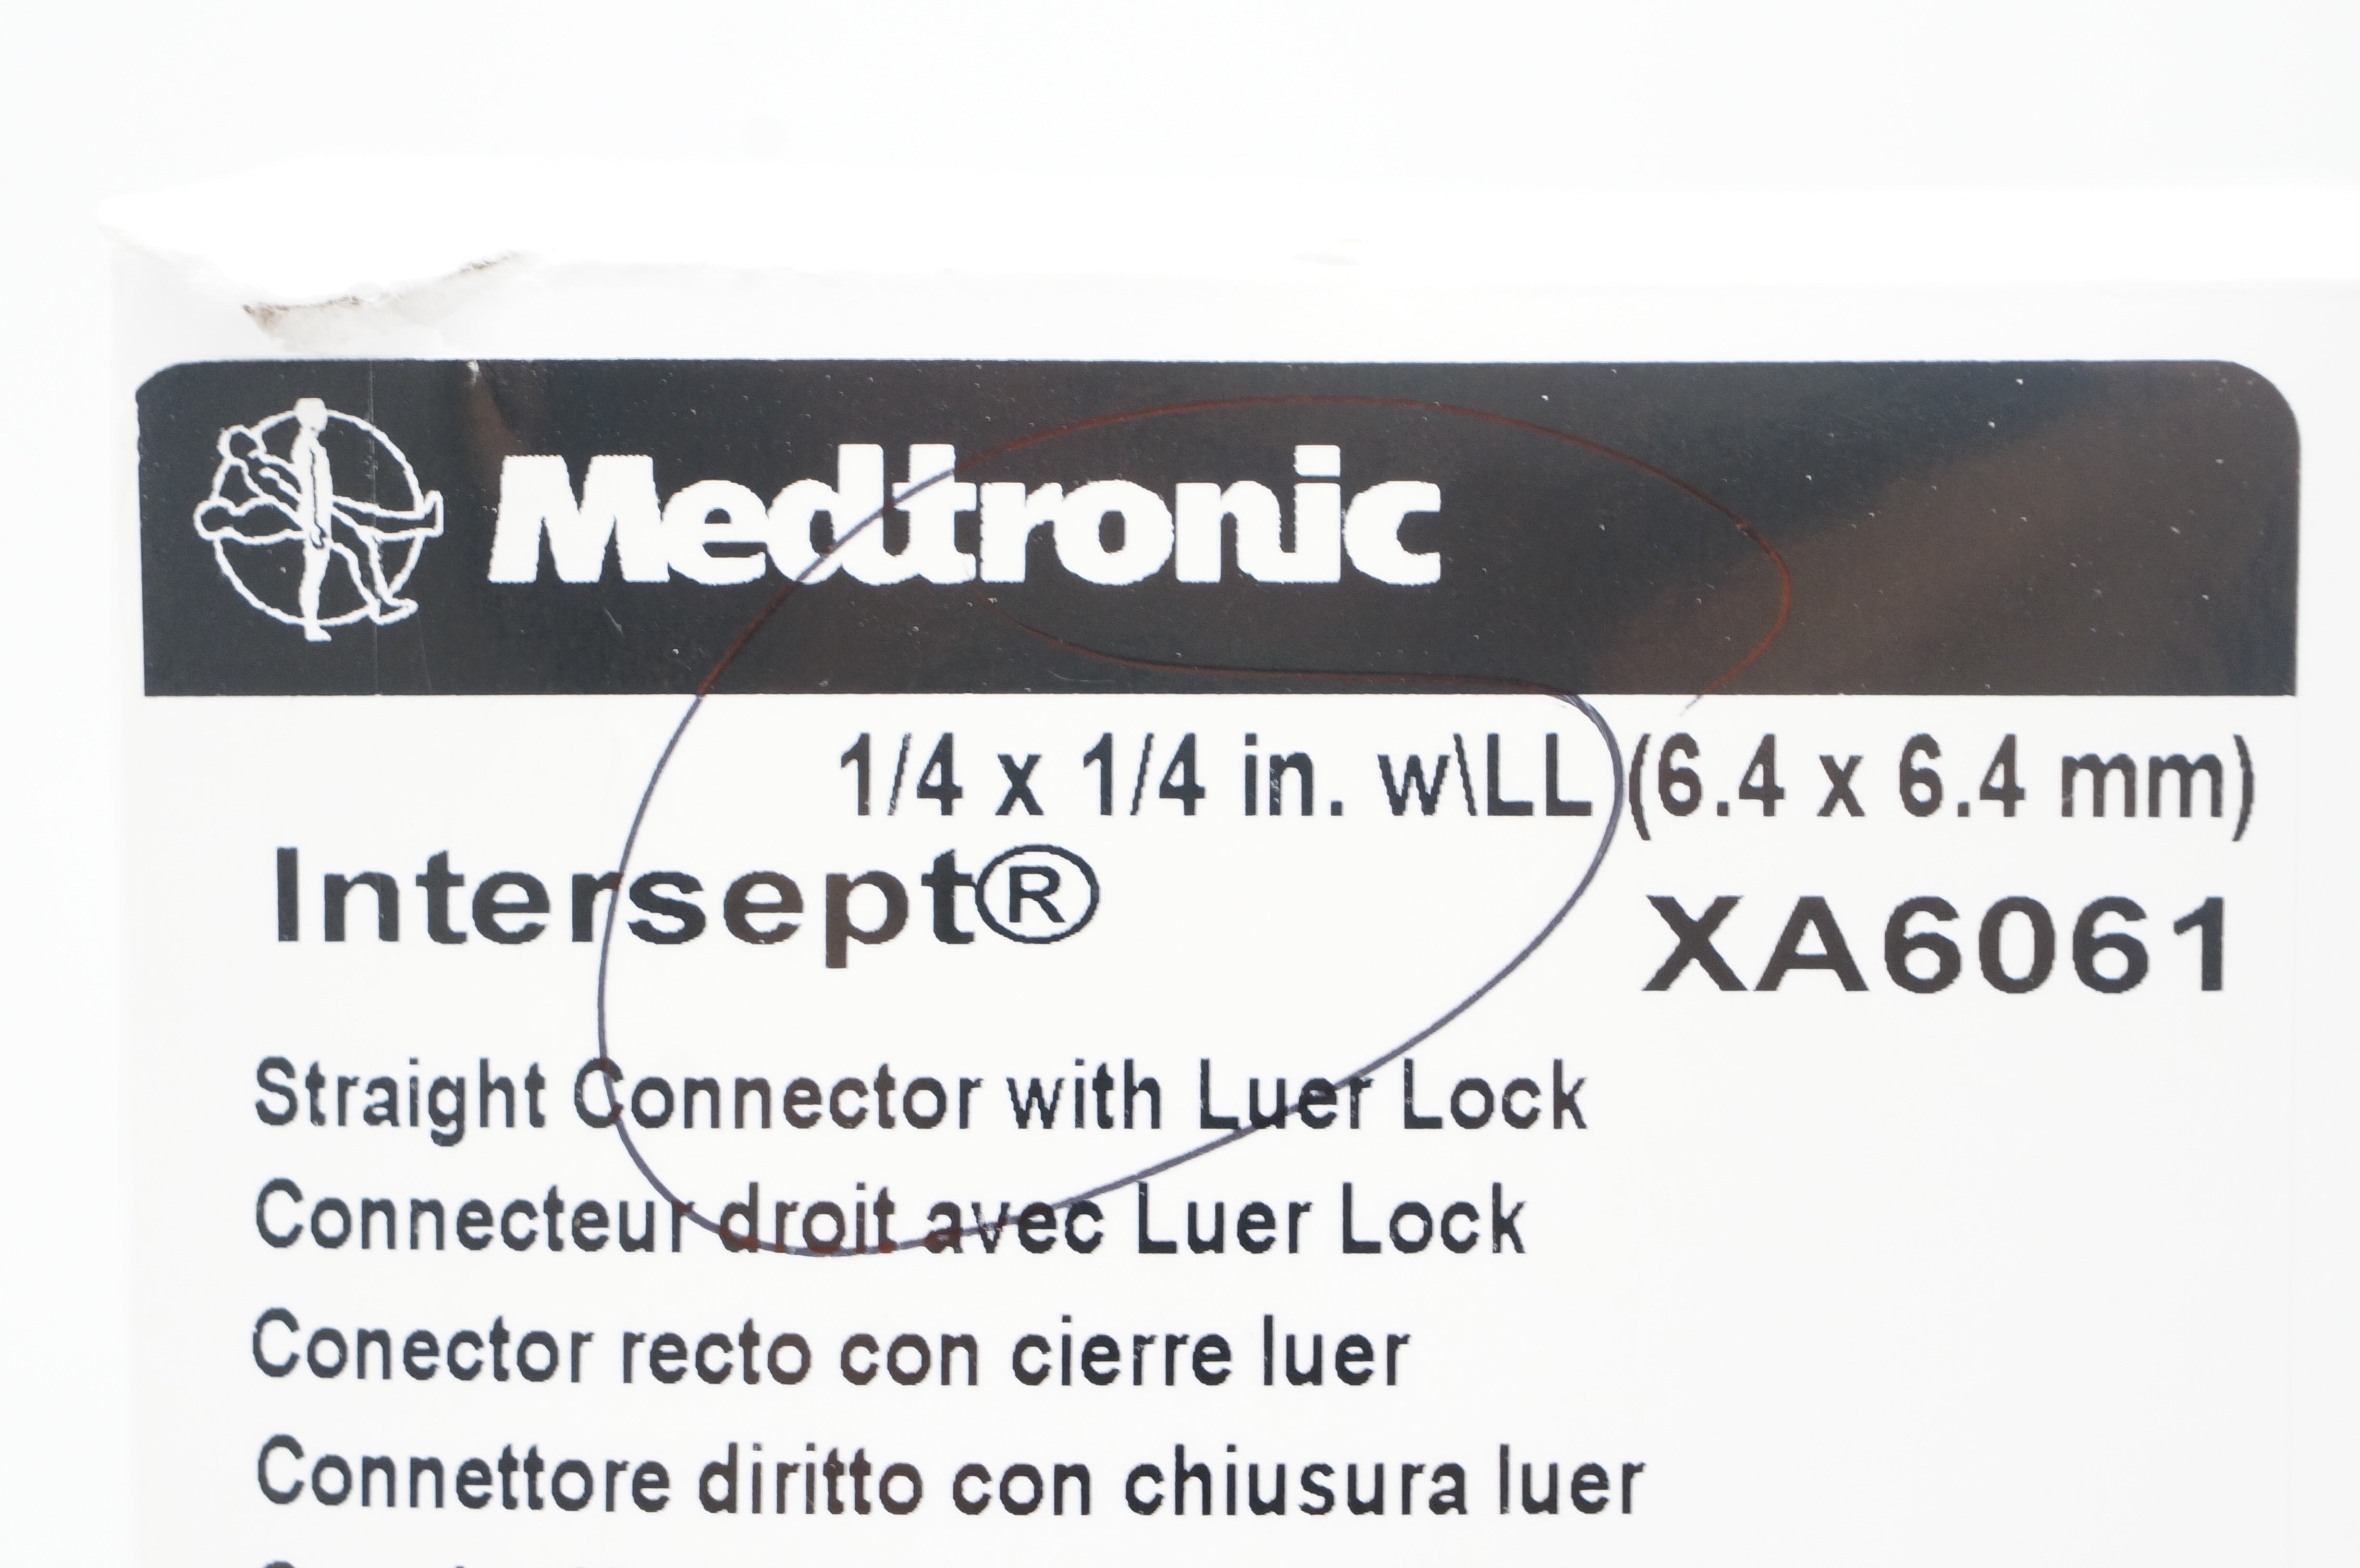 Medtronic
1/4 x 1/4 in. w\LL (6.4 x 6.4 mm)
Intersept®
XA6061
Straight Connector with Luer Lock
Connecteur droit avec Luer Lock
Conector recto con cierre luer
Connettore diritto con chiusura luer